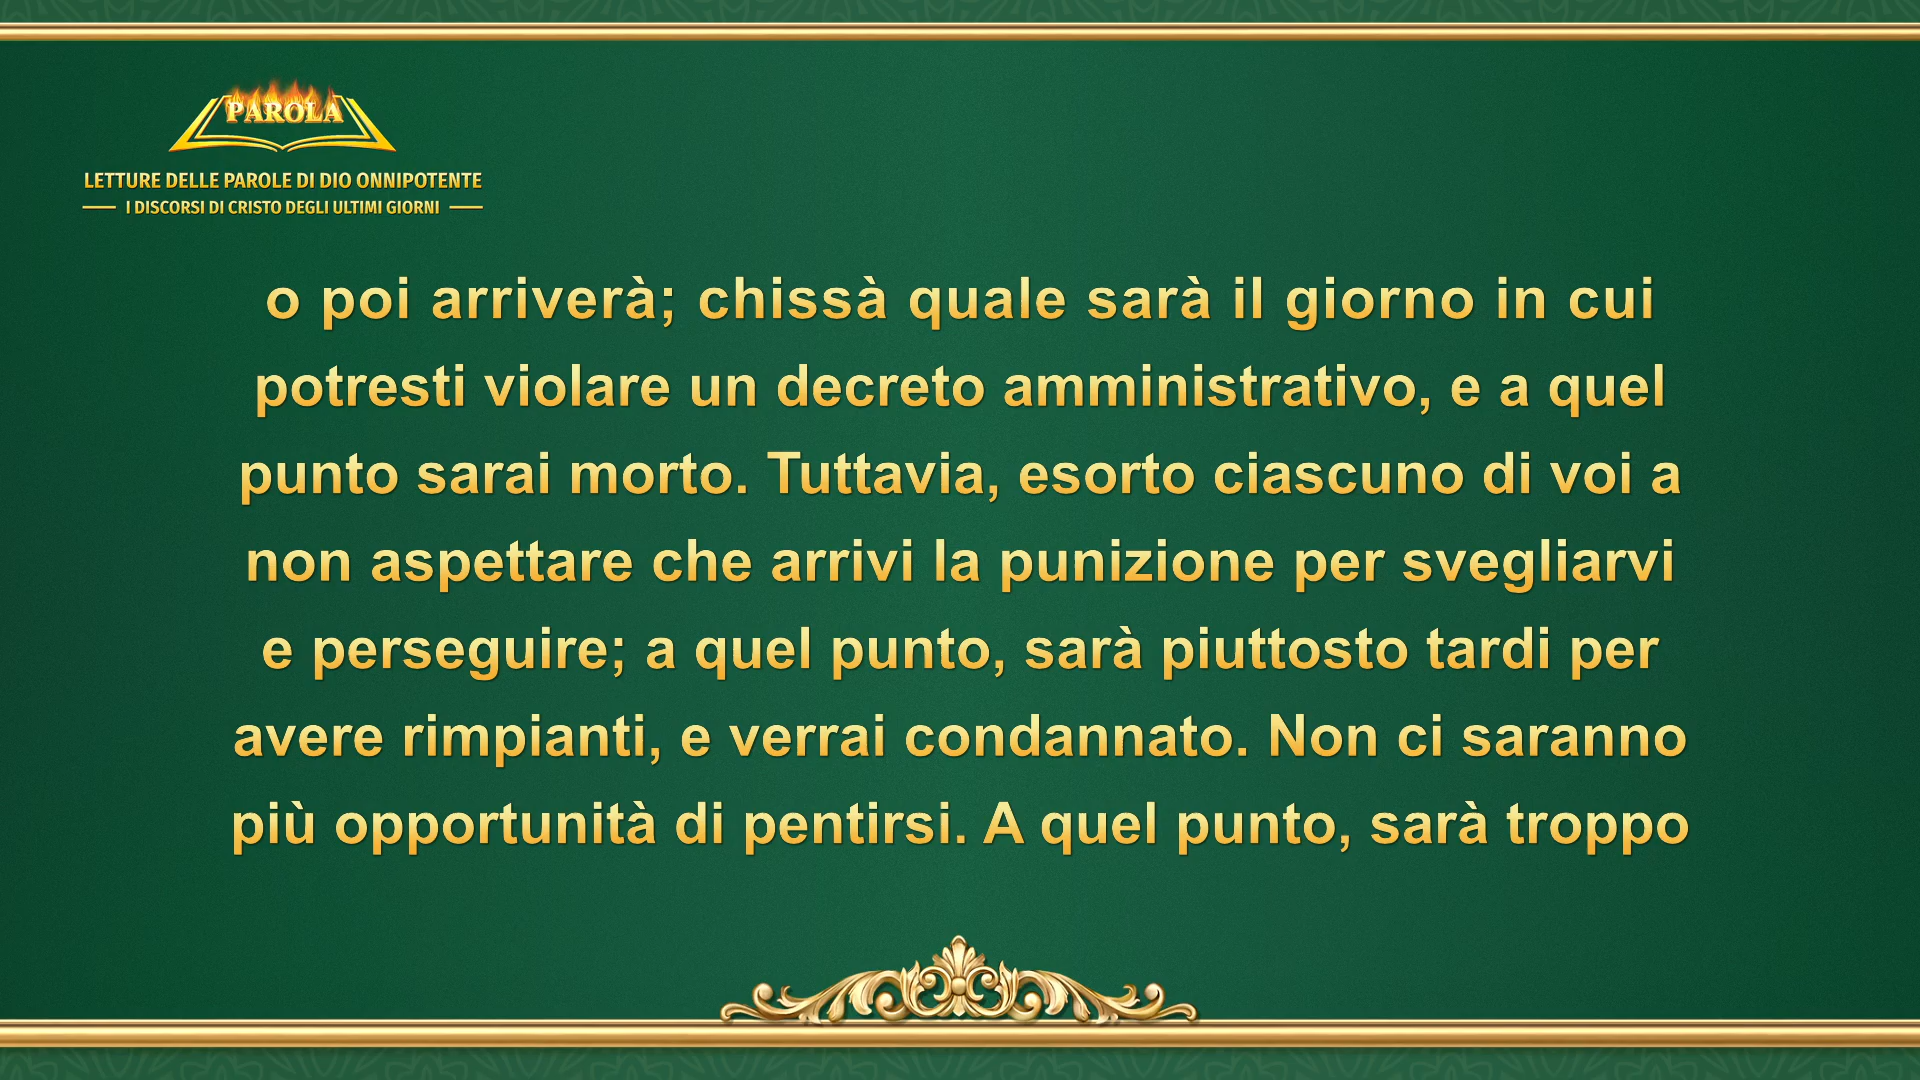 PAROLA
LETTURE DELLE PAROLE DI DIO ONNIPOTENTE
I DISCORSI DI CRISTO DEGLI ULTIMI GIORNI
o poi arriverà; chissà quale sarà il giorno in cui
potresti violare un decreto amministrativo, e a quel
punto sarai morto. Tuttavia, esorto ciascuno di voi a
non aspettare che arrivi la punizione per svegliarvi
e perseguire; a quel punto, sarà piuttosto tardi per
avere rimpianti, e verrai condannato. Non ci saranno
più opportunità di pentirsi. A quel punto, sarà troppo